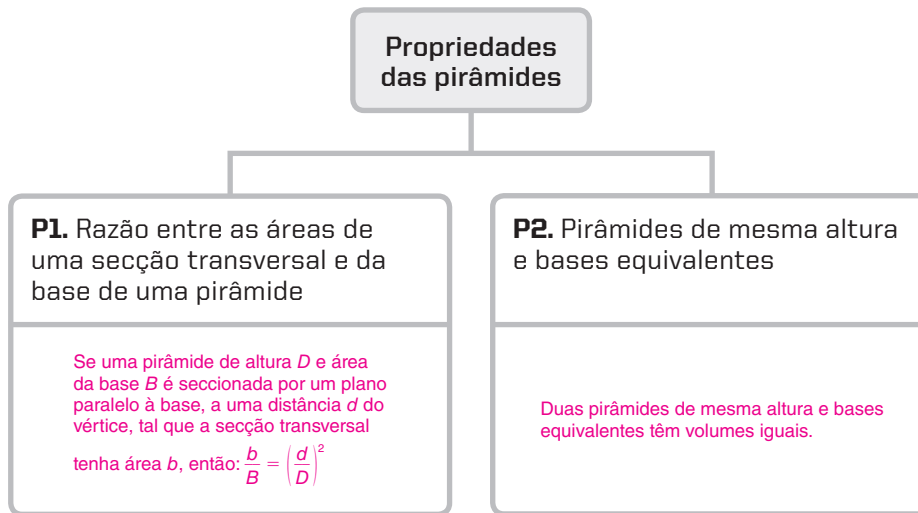 Propriedades
das pirâmides
P1. Razão entre as áreas de
uma secção transversal e da
base de uma pirâmide
Se uma pirâmide de altura D e área
da base B é seccionada por um plano
paralelo à base, a uma distância d do
vértice, tal que a secção transversal
tenha área b, então: b/B = (d/D)²
P2. Pirâmides de mesma altura
e bases equivalentes
Duas pirâmides de mesma altura e bases
equivalentes têm volumes iguais.